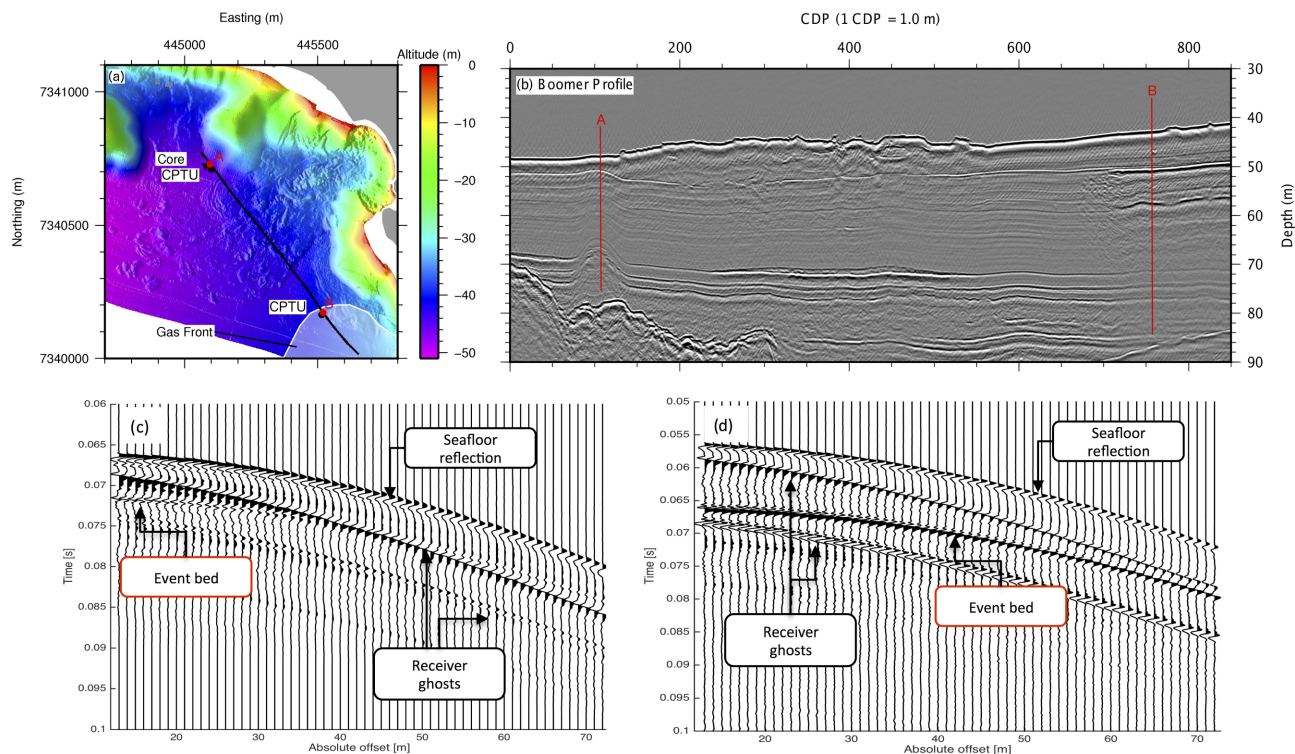 Easting (m)
445000
445500
Altitude (m)
Northing (m)
7341000
7340500
7340000
(a)
A
Core
CPTU
CPTU
B
Gas Front
0
−10
−20
−30
−40
−50
CDP (1 CDP = 1.0 m)
0
200
400
600
800
(b) Boomer Profile
A
B
30
40
50
60
70
80
90
Depth (m)
(c)
Time [s]
0.06
0.065
0.07
0.075
0.08
0.085
0.09
0.095
0.1
Seafloor
reflection
Event bed
Receiver
ghosts
20
30
40
50
60
70
Absolute offset [m]
(d)
Time [s]
0.05
0.055
0.06
0.065
0.07
0.075
0.08
0.085
0.09
0.095
0.1
Seafloor
reflection
Event bed
Receiver
ghosts
20
30
40
50
60
70
Absolute offset [m]